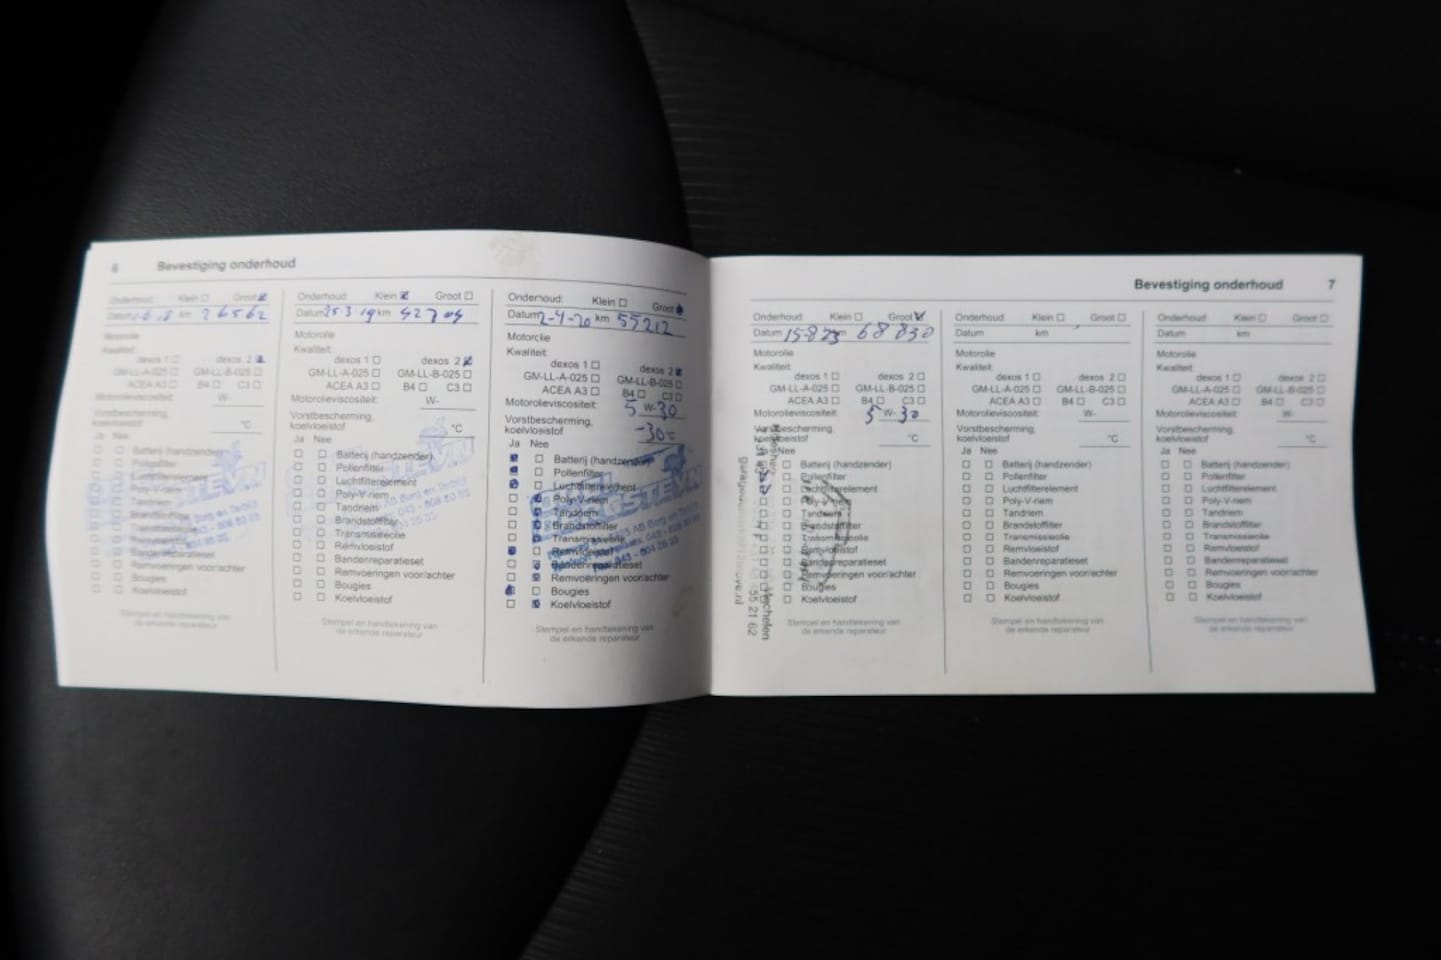 6 Bevestiging onderhoud
Onderhoud: Klein ☐ Groot ☑
Datum km 26562
Motorolie
Kwaliteit:
dexos 1 ☐ dexos 2 ☑
GM-LL-A-025 ☐ GM-LL-B-025 ☐
ACEA A3 ☐ B4 ☐ C3 ☐
Motorolieviscositeit: W-
Vorstbescherming,
koelvloeistof °C
Ja Nee
Batterij (handzender)
Pollenfilter
Bandenreparatieset
Remvoeringen voor/achter
Bougies
Koelvloeistof
Stempel en handtekening van
de erkende reparateur
Onderhoud: Klein ☑ Groot ☐
Datum 25-3 19 km 42704
Motorolie
Kwaliteit:
dexos 1 ☐ dexos 2 ☑
GM-LL-A-025 ☐ GM-LL-B-025 ☐
ACEA A3 ☐ B4 ☐ C3 ☐
Motorolieviscositeit: W-
Vorstbescherming,
koelvloeistof °C
Ja Nee
Batterij (handzender)
Pollenfilter
Luchtfilterelement
Poly-V-riem
Tandriem
Brandstoffilter
Transmissieolie
Remvloeistof
Bandenreparatieset
Remvoeringen voor/achter
Bougies
Koelvloeistof
Stempel en handtekening van
de erkende reparateur
Onderhoud: Klein ☐ Groot ☑
Datum 2-4-20 km 55212
Motorolie
Kwaliteit:
dexos 1 ☐ dexos 2 ☑
GM-LL-A-025 ☐ GM-LL-B-025 ☐
ACEA A3 ☐ B4 ☐ C3 ☐
Motorolieviscositeit: 5 W-30
Vorstbescherming,
koelvloeistof -30 °C
Ja Nee
Batterij (handzender)
Pollenfilter
Luchtfilterelement
Poly-V-riem
Tandriem
Brandstoffilter
Transmissieolie
Remvloeistof
Bandenreparatieset
Remvoeringen voor/achter
Bougies
Koelvloeistof
Stempel en handtekening van
de erkende reparateur
Bevestiging onderhoud 7
Onderhoud: Klein ☐ Groot ☑
Datum 15-8-23 km 68830
Motorolie
Kwaliteit:
dexos 1 ☐ dexos 2 ☐
GM-LL-A-025 ☐ GM-LL-B-025 ☐
ACEA A3 ☐ B4 ☐ C3 ☐
Motorolieviscositeit: 5 W-30
Vorstbescherming,
koelvloeistof °C
Ja Nee
Batterij (handzender)
Pollenfilter
Luchtfilterelement
Poly-V-riem
Tandriem
Brandstoffilter
Transmissieolie
Remvloeistof
Bandenreparatieset
Remvoeringen voor/achter
Bougies
Koelvloeistof
Mechelen
55 21 62
Stempel en handtekening van
de erkende reparateur
Onderhoud: Klein ☐ Groot ☐
Datum km
Motorolie
Kwaliteit:
dexos 1 ☐ dexos 2 ☐
GM-LL-A-025 ☐ GM-LL-B-025 ☐
ACEA A3 ☐ B4 ☐ C3 ☐
Motorolieviscositeit: W-
Vorstbescherming,
koelvloeistof °C
Ja Nee
Batterij (handzender)
Pollenfilter
Luchtfilterelement
Poly-V-riem
Tandriem
Brandstoffilter
Transmissieolie
Remvloeistof
Bandenreparatieset
Remvoeringen voor/achter
Bougies
Koelvloeistof
Stempel en handtekening van
de erkende reparateur
Onderhoud: Klein ☐ Groot ☐
Datum km
Motorolie
Kwaliteit:
dexos 1 ☐ dexos 2 ☐
GM-LL-A-025 ☐ GM-LL-B-025 ☐
ACEA A3 ☐ B4 ☐ C3 ☐
Motorolieviscositeit: W-
Vorstbescherming,
koelvloeistof °C
Ja Nee
Batterij (handzender)
Pollenfilter
Luchtfilterelement
Poly-V-riem
Tandriem
Brandstoffilter
Transmissieolie
Remvloeistof
Bandenreparatieset
Remvoeringen voor/achter
Bougies
Koelvloeistof
Stempel en handtekening van
de erkende reparateur